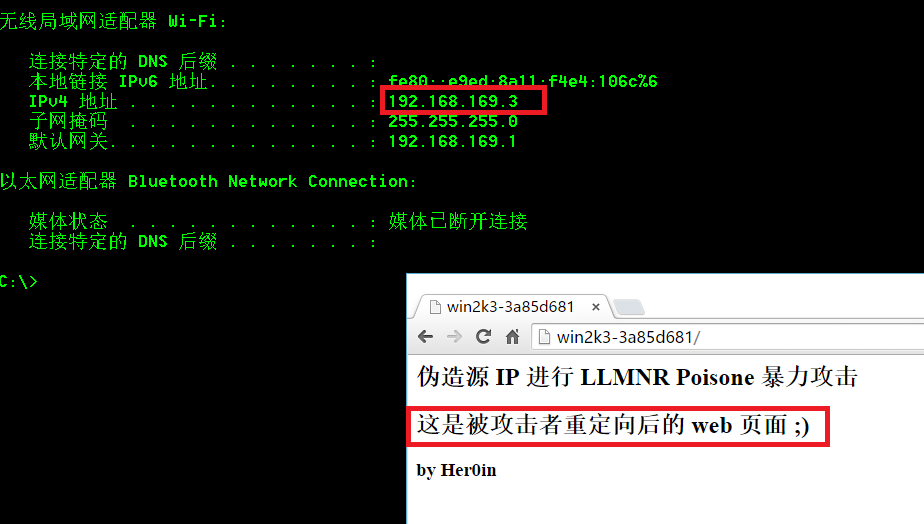 无线局域网适配器 Wi-Fi:
连接特定的 DNS 后缀 . . . . . . . :
本地链接 IPv6 地址. . . . . . . . : fe80::e9ed:8a11:f4e4:106c%6
IPv4 地址 . . . . . . . . . . . . : 192.168.169.3
子网掩码 . . . . . . . . . . . . : 255.255.255.0
默认网关. . . . . . . . . . . . . : 192.168.169.1
以太网适配器 Bluetooth Network Connection:
媒体状态 . . . . . . . . . . . . : 媒体已断开连接
连接特定的 DNS 后缀 . . . . . . . :
C:\>
win2k3-3a85d681 ×
win2k3-3a85d681/
伪造源 IP 进行 LLMNR Poisone 暴力攻击
这是被攻击者重定向后的 web 页面 ;)
by Her0in